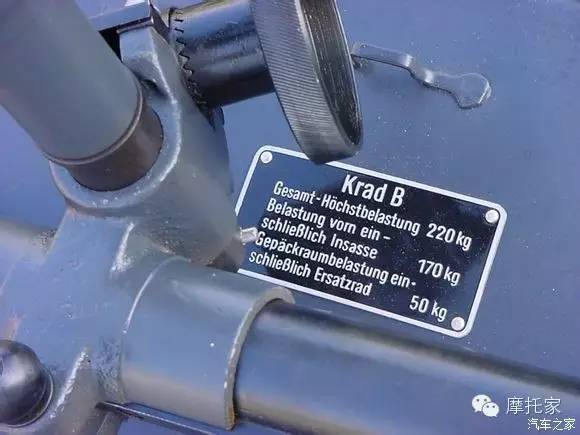 Krad B
Gesamt-Höchstbelastung 220 kg
Belastung vorn ein-
schließlich Insasse 170 kg
Gepäckraumbelastung ein-
schließlich Ersatzrad 50 kg
摩托家
汽车之家